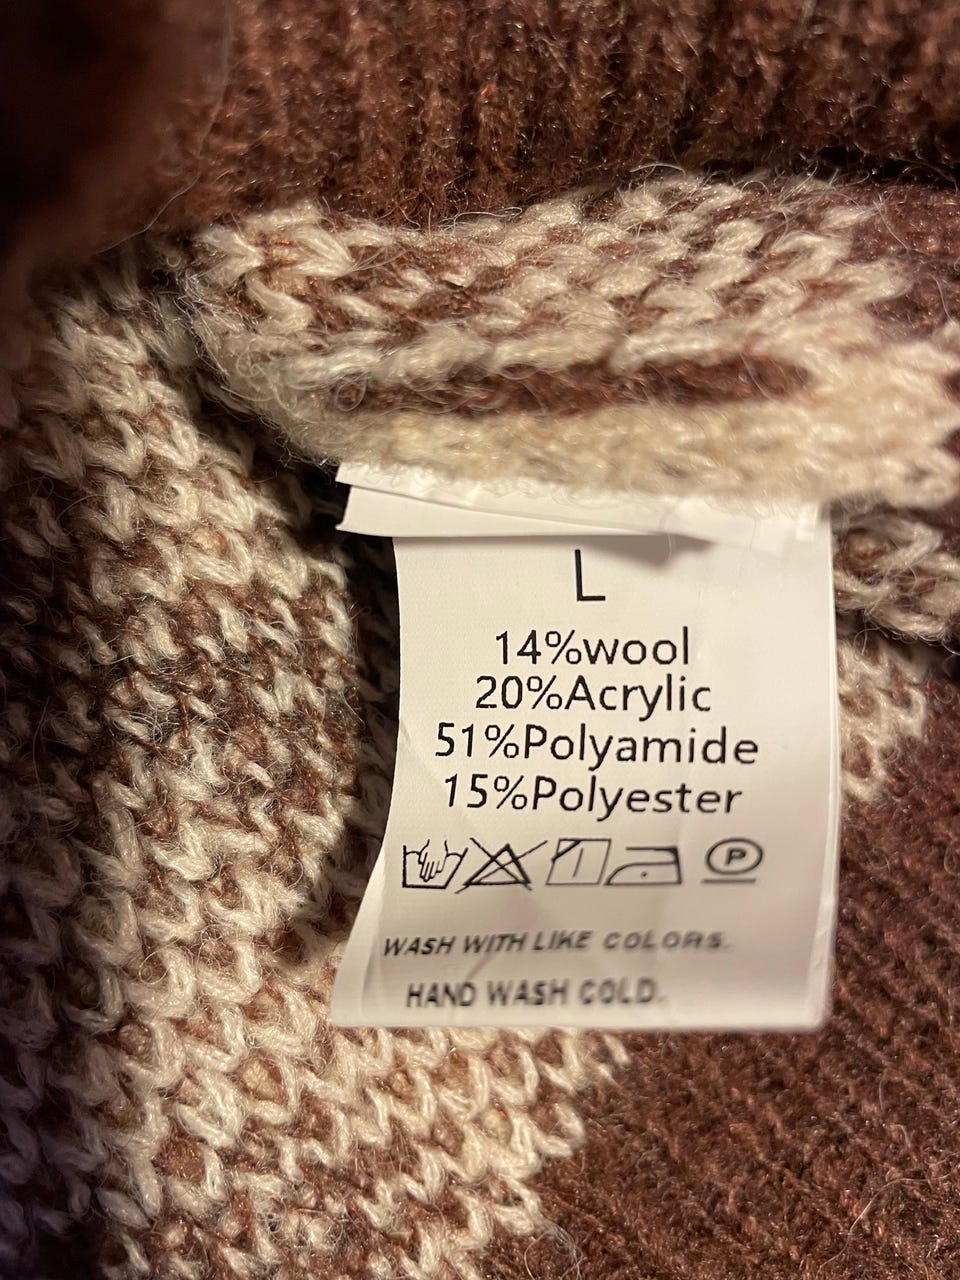 L
14%wool
20%Acrylic
51%Polyamide
15%Polyester
P
WASH WITH LIKE COLORS.
HAND WASH COLD.